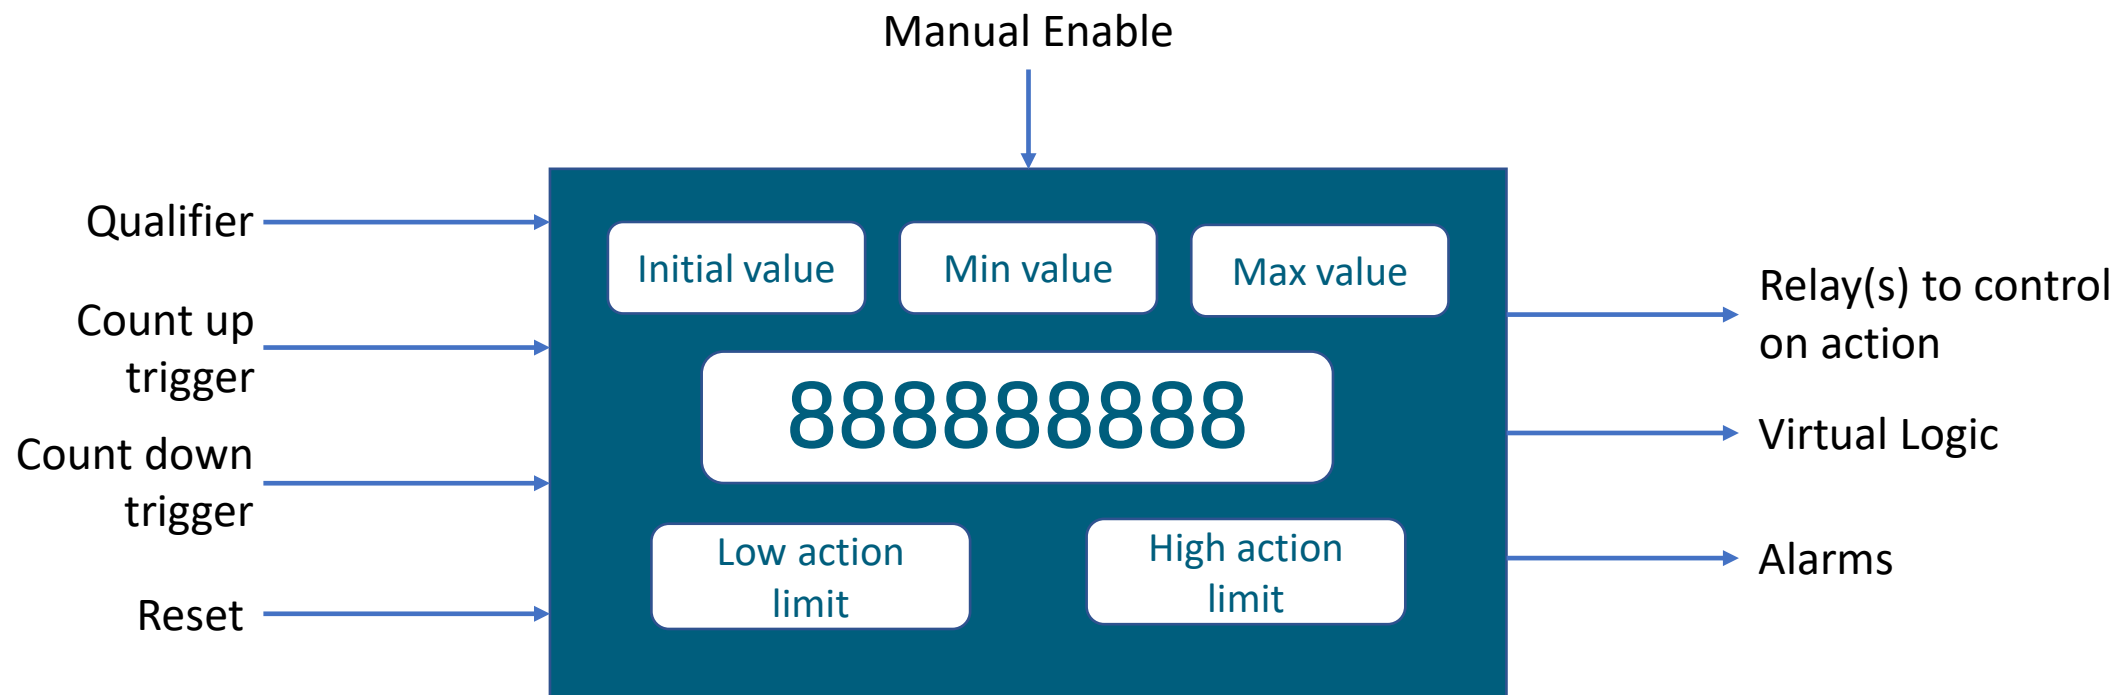 Manual Enable
Qualifier
Count up
trigger
Count down
trigger
Reset
Initial value
Min value
Max value
888888888
Low action
limit
High action
limit
Relay(s) to control
on action
Virtual Logic
Alarms